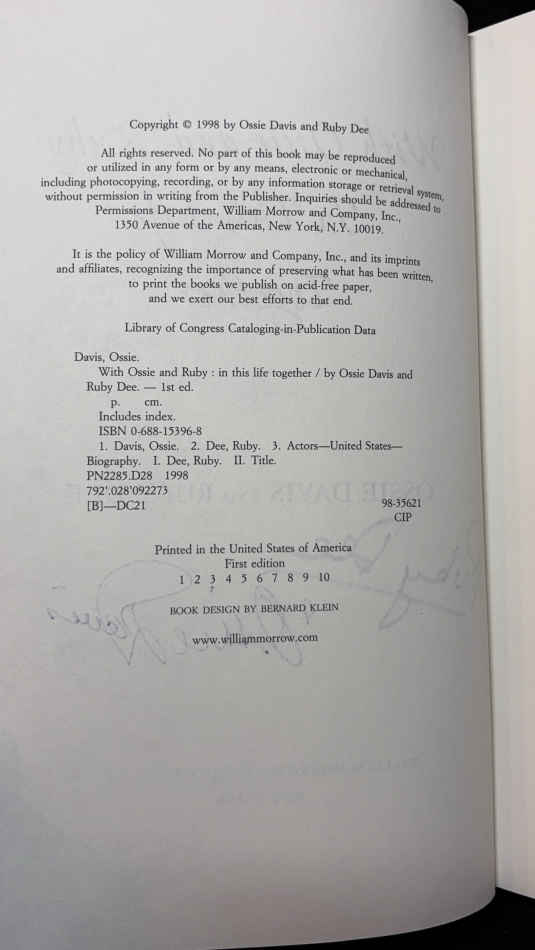 Copyright © 1998 by Ossie Davis and Ruby Dee
All rights reserved. No part of this book may be reproduced
or utilized in any form or by any means, electronic or mechanical,
including photocopying, recording, or by any information storage or retrieval system,
without permission in writing from the Publisher. Inquiries should be addressed to
Permissions Department, William Morrow and Company, Inc.,
1350 Avenue of the Americas, New York, N.Y. 10019.
It is the policy of William Morrow and Company, Inc., and its imprints
and affiliates, recognizing the importance of preserving what has been written,
to print the books we publish on acid-free paper,
and we exert our best efforts to that end.
Library of Congress Cataloging-in-Publication Data
Davis, Ossie.
With Ossie and Ruby : in this life together / by Ossie Davis and
Ruby Dee. — 1st ed.
p. cm.
Includes index.
ISBN 0-688-15396-8
1. Davis, Ossie. 2. Dee, Ruby. 3. Actors—United States—
Biography. I. Dee, Ruby. II. Title.
PN2285.D28 1998
792'.028'092273
[B]—DC21 98-35621
CIP
Printed in the United States of America
First edition
1 2 3 4 5 6 7 8 9 10
BOOK DESIGN BY BERNARD KLEIN
www.williammorrow.com
OSSIE DAVIS AND RUBY DEE
Ruby Dee
Ossie Davis